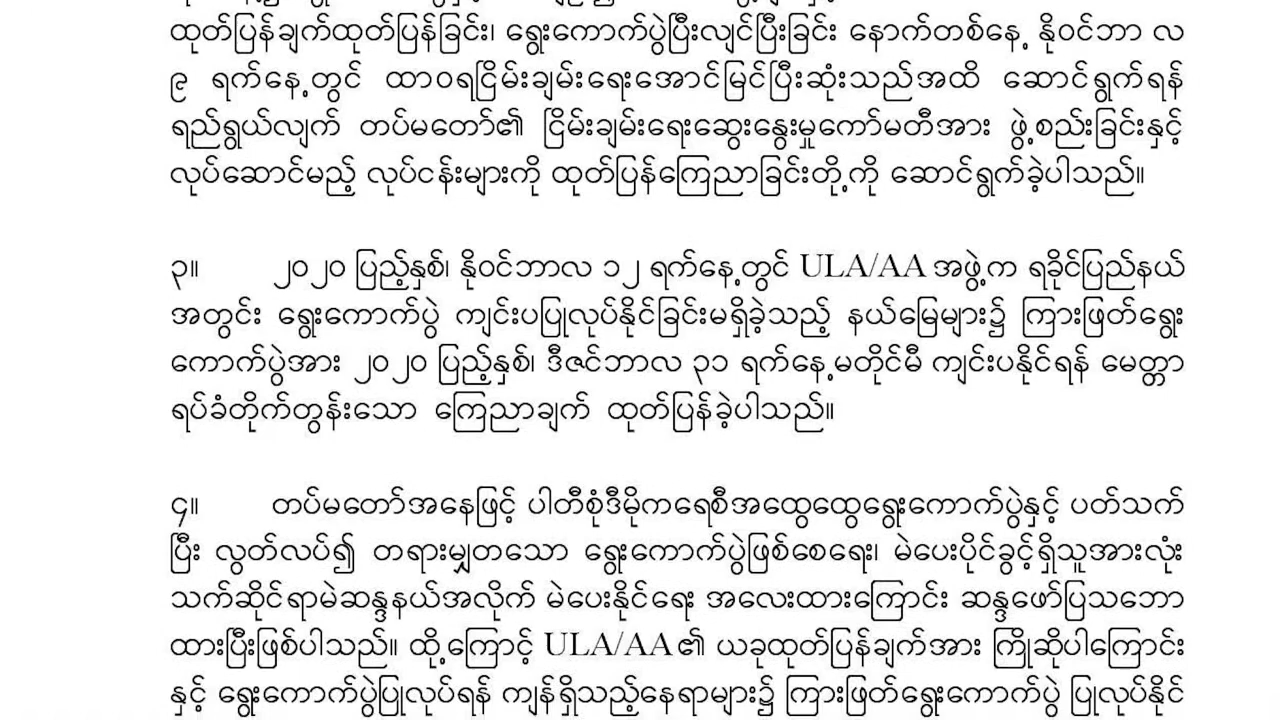 ထုတ်ပြန်ချက်ထုတ်ပြန်ခြင်း၊ ရွေးကောက်ပွဲပြီးလျင်ပြီးခြင်း နောက်တစ်နေ့ နိုဝင်ဘာ လ
၉ ရက်နေ့တွင် ထာဝရငြိမ်းချမ်းရေးအောင်မြင်ပြီးဆုံးသည်အထိ ဆောင်ရွက်ရန်
ရည်ရွယ်လျက် တပ်မတော်၏ ငြိမ်းချမ်းရေးဆွေးနွေးမှုကော်မတီအား ဖွဲ့စည်းခြင်းနှင့်
လုပ်ဆောင်မည့် လုပ်ငန်းများကို ထုတ်ပြန်ကြေညာခြင်းတို့ကို ဆောင်ရွက်ခဲ့ပါသည်။
၃။ ၂၀၂၀ ပြည့်နှစ်၊ နိုဝင်ဘာလ ၁၂ ရက်နေ့တွင် ULA/AA အဖွဲ့က ရခိုင်ပြည်နယ်
အတွင်း ရွေးကောက်ပွဲ ကျင်းပပြုလုပ်နိုင်ခြင်းမရှိခဲ့သည့် နယ်မြေများ၌ ကြားဖြတ်ရွေး
ကောက်ပွဲအား ၂၀၂၀ ပြည့်နှစ်၊ ဒီဇင်ဘာလ ၃၁ ရက်နေ့မတိုင်မီ ကျင်းပနိုင်ရန် မေတ္တာ
ရပ်ခံတိုက်တွန်းသော ကြေညာချက် ထုတ်ပြန်ခဲ့ပါသည်။
၄။ တပ်မတော်အနေဖြင့် ပါတီစုံဒီမိုကရေစီအထွေထွေရွေးကောက်ပွဲနှင့် ပတ်သက်
ပြီး လွတ်လပ်၍ တရားမျှတသော ရွေးကောက်ပွဲဖြစ်စေရေး၊ မဲပေးပိုင်ခွင့်ရှိသူအားလုံး
သက်ဆိုင်ရာမဲဆန္ဒနယ်အလိုက် မဲပေးနိုင်ရေး အလေးထားကြောင်း ဆန္ဒဖော်ပြသဘော
ထားပြီးဖြစ်ပါသည်။ ထို့ကြောင့် ULA/AA ၏ ယခုထုတ်ပြန်ချက်အား ကြိုဆိုပါကြောင်း
နှင့် ရွေးကောက်ပွဲပြုလုပ်ရန် ကျန်ရှိသည့်နေရာများ၌ ကြားဖြတ်ရွေးကောက်ပွဲ ပြုလုပ်နိုင်